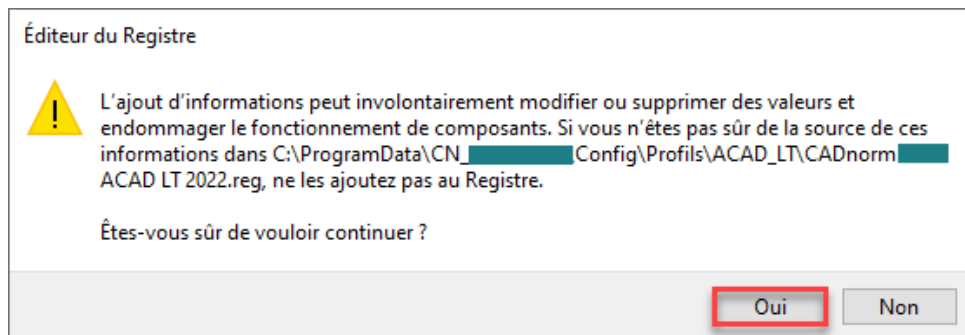 Éditeur du Registre
L'ajout d'informations peut involontairement modifier ou supprimer des valeurs et
endommager le fonctionnement de composants. Si vous n'êtes pas sûr de la source de ces
informations dans C:\ProgramData\CN_ Config\Profils\ACAD_LT\CADnorm
ACAD LT 2022.reg, ne les ajoutez pas au Registre.
Êtes-vous sûr de vouloir continuer ?
Oui
Non